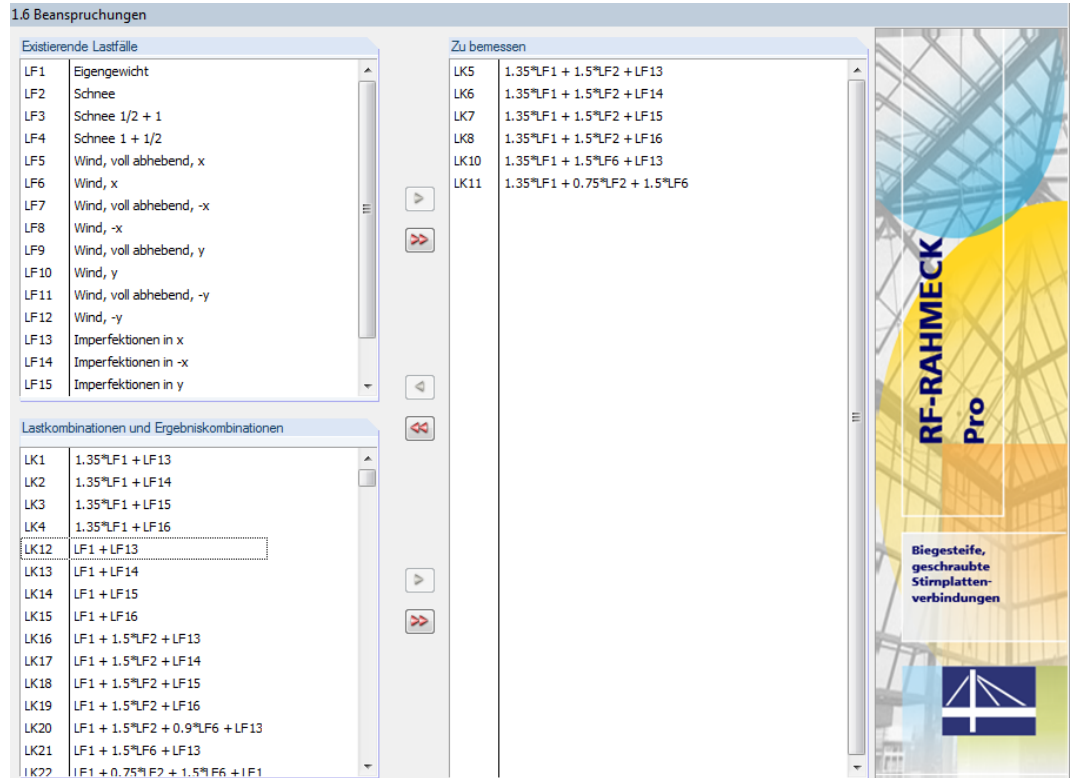 1.6 Beanspruchungen
Existierende Lastfälle
LF1 Eigengewicht
LF2 Schnee
LF3 Schnee 1/2 + 1
LF4 Schnee 1 + 1/2
LF5 Wind, voll abhebend, x
LF6 Wind, x
LF7 Wind, voll abhebend, -x
LF8 Wind, -x
LF9 Wind, voll abhebend, y
LF10 Wind, y
LF11 Wind, voll abhebend, -y
LF12 Wind, -y
LF13 Imperfektionen in x
LF14 Imperfektionen in -x
LF15 Imperfektionen in y
Lastkombinationen und Ergebniskombinationen
LK1 1.35*LF1 + LF13
LK2 1.35*LF1 + LF14
LK3 1.35*LF1 + LF15
LK4 1.35*LF1 + LF16
LK12 LF1 + LF13
LK13 LF1 + LF14
LK14 LF1 + LF15
LK15 LF1 + LF16
LK16 LF1 + 1.5*LF2 + LF13
LK17 LF1 + 1.5*LF2 + LF14
LK18 LF1 + 1.5*LF2 + LF15
LK19 LF1 + 1.5*LF2 + LF16
LK20 LF1 + 1.5*LF2 + 0.9*LF6 + LF13
LK21 LF1 + 1.5*LF6 + LF13
LK22 LF1 + 0.75*LF2 + 1.5*LF6 + LF1
Zu bemessen
LK5 1.35*LF1 + 1.5*LF2 + LF13
LK6 1.35*LF1 + 1.5*LF2 + LF14
LK7 1.35*LF1 + 1.5*LF2 + LF15
LK8 1.35*LF1 + 1.5*LF2 + LF16
LK10 1.35*LF1 + 1.5*LF6 + LF13
LK11 1.35*LF1 + 0.75*LF2 + 1.5*LF6
RF-RAHMECK
Pro
Biegesteife,
geschraubte
Stirnplatten-
verbindungen